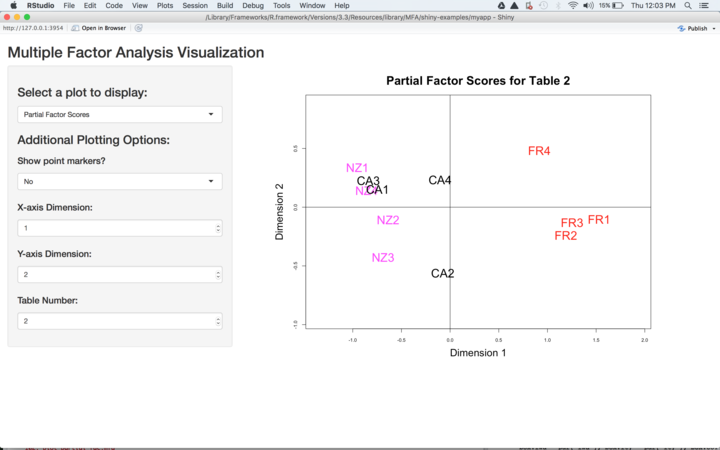 RStudio File Edit Code View Plots Session Build Debug Tools Window Help 15% Thu 12:03 PM
/Library/Frameworks/R.framework/Versions/3.3/Resources/library/MFA/shiny-examples/myapp - Shiny
http://127.0.0.1:3954 Open in Browser Publish
Multiple Factor Analysis Visualization
Select a plot to display:
Partial Factor Scores
Additional Plotting Options:
Show point markers?
No
X-axis Dimension:
1
Y-axis Dimension:
2
Table Number:
2
Partial Factor Scores for Table 2
FR4
NZ1
CA3
CA4
CA1
NZ2
FR3
FR1
FR2
NZ3
CA2
Dimension 2
0.5
0.0
-0.5
-1.0
-1.0 -0.5 0.0 0.5 1.0 1.5 2.0
Dimension 1